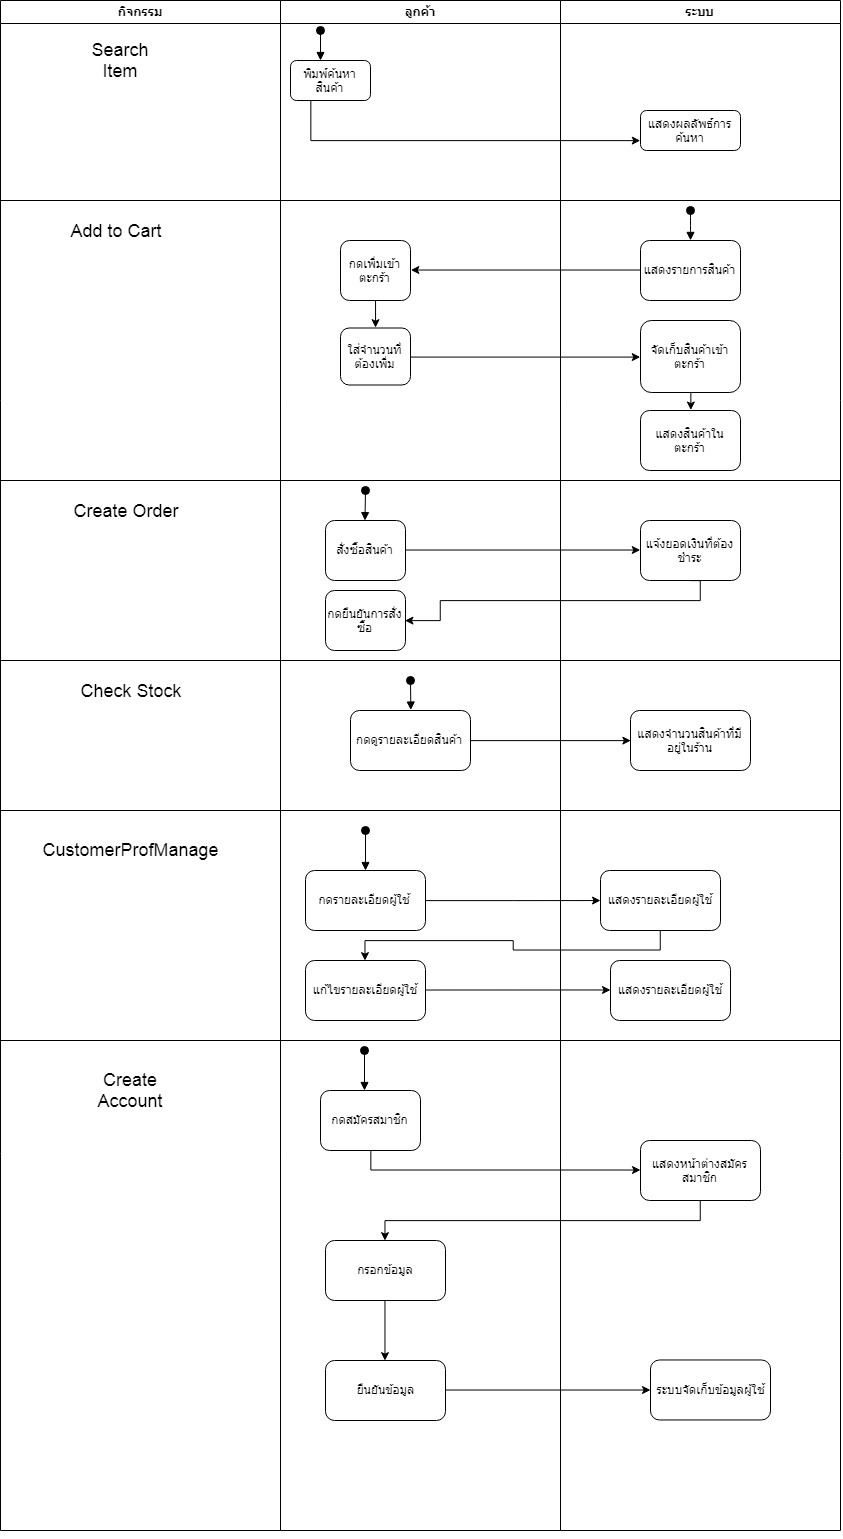 กิจกรรม
ลูกค้า
ระบบ
Search
Item
พิมพ์ค้นหา
สินค้า
แสดงผลลัพธ์การ
ค้นหา
Add to Cart
กดเพิ่มเข้า
ตะกร้า
แสดงรายการสินค้า
ใส่จำนวนที่
ต้องเพิ่ม
จัดเก็บสินค้าเข้า
ตะกร้า
แสดงสินค้าใน
ตะกร้า
Create Order
สั่งซื้อสินค้า
แจ้งยอดเงินที่ต้อง
ชำระ
กดยืนยันการสั่ง
ซื้อ
Check Stock
กดดูรายละเอียดสินค้า
แสดงจำนวนสินค้าที่มี
อยู่ในร้าน
CustomerProfManage
กดรายละเอียดผู้ใช้
แสดงรายละเอียดผู้ใช้
แก้ไขรายละเอียดผู้ใช้
แสดงรายละเอียดผู้ใช้
Create
Account
กดสมัครสมาชิก
แสดงหน้าต่างสมัคร
สมาชิก
กรอกข้อมูล
ยืนยันข้อมูล
ระบบจัดเก็บข้อมูลผู้ใช้